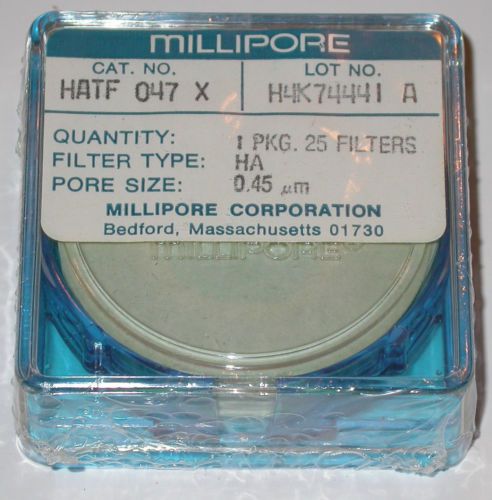 MILLIPORE
CAT. NO. LOT NO.
HATF 047 X H4K74441 A
QUANTITY: 1 PKG. 25 FILTERS
FILTER TYPE: HA
PORE SIZE: 0.45 µm
MILLIPORE CORPORATION
Bedford, Massachusetts 01730
MILLIPORE®